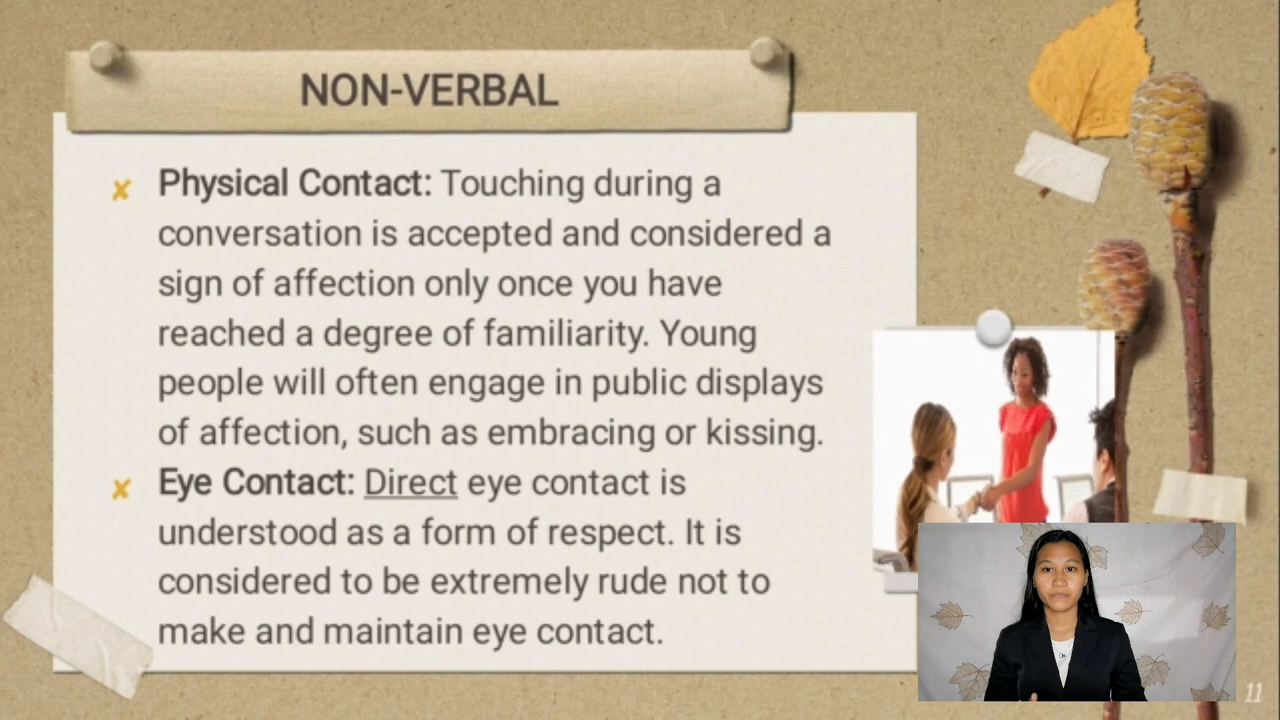 NON-VERBAL
✘ Physical Contact: Touching during a
conversation is accepted and considered a
sign of affection only once you have
reached a degree of familiarity. Young
people will often engage in public displays
of affection, such as embracing or kissing.
✘ Eye Contact: Direct eye contact is
understood as a form of respect. It is
considered to be extremely rude not to
make and maintain eye contact.
11